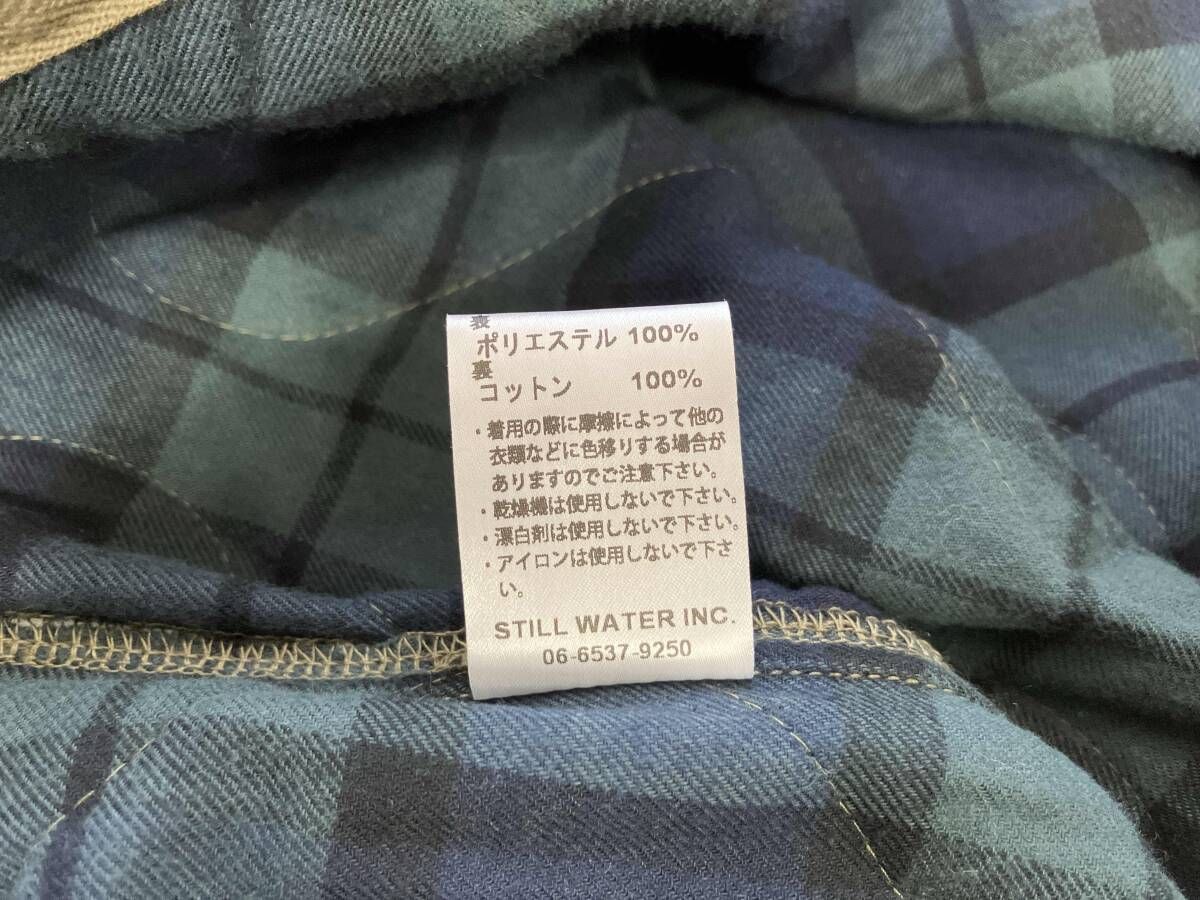 表
ポリエステル 100%
裏
コットン 100%
・着用の際に摩擦によって他の
衣類などに色移りする場合が
ありますのでご注意下さい。
・乾燥機は使用しないで下さい。
・漂白剤は使用しないで下さい。
・アイロンは使用しないで下さ
い。
STILL WATER INC.
06-6537-9250